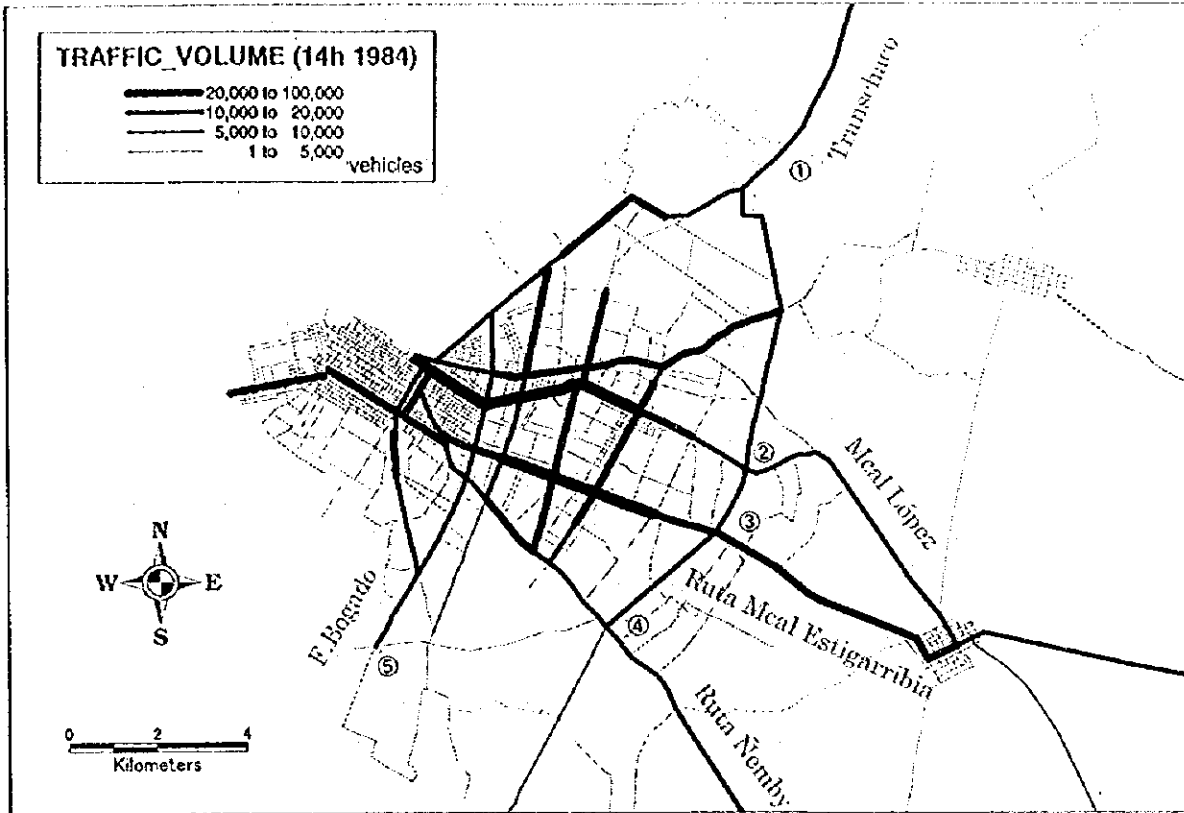 TRAFFIC_VOLUME (14h 1984)
20,000 to 100,000
10,000 to 20,000
5,000 to 10,000
1 to 5,000
vehicles
Transchaco
①
②
Mcal López
③
N
W E
S
F.Bogado
Ruta Mcal Estigarribia
④
⑤
Ruta Ñemby
0 2 4
Kilometers